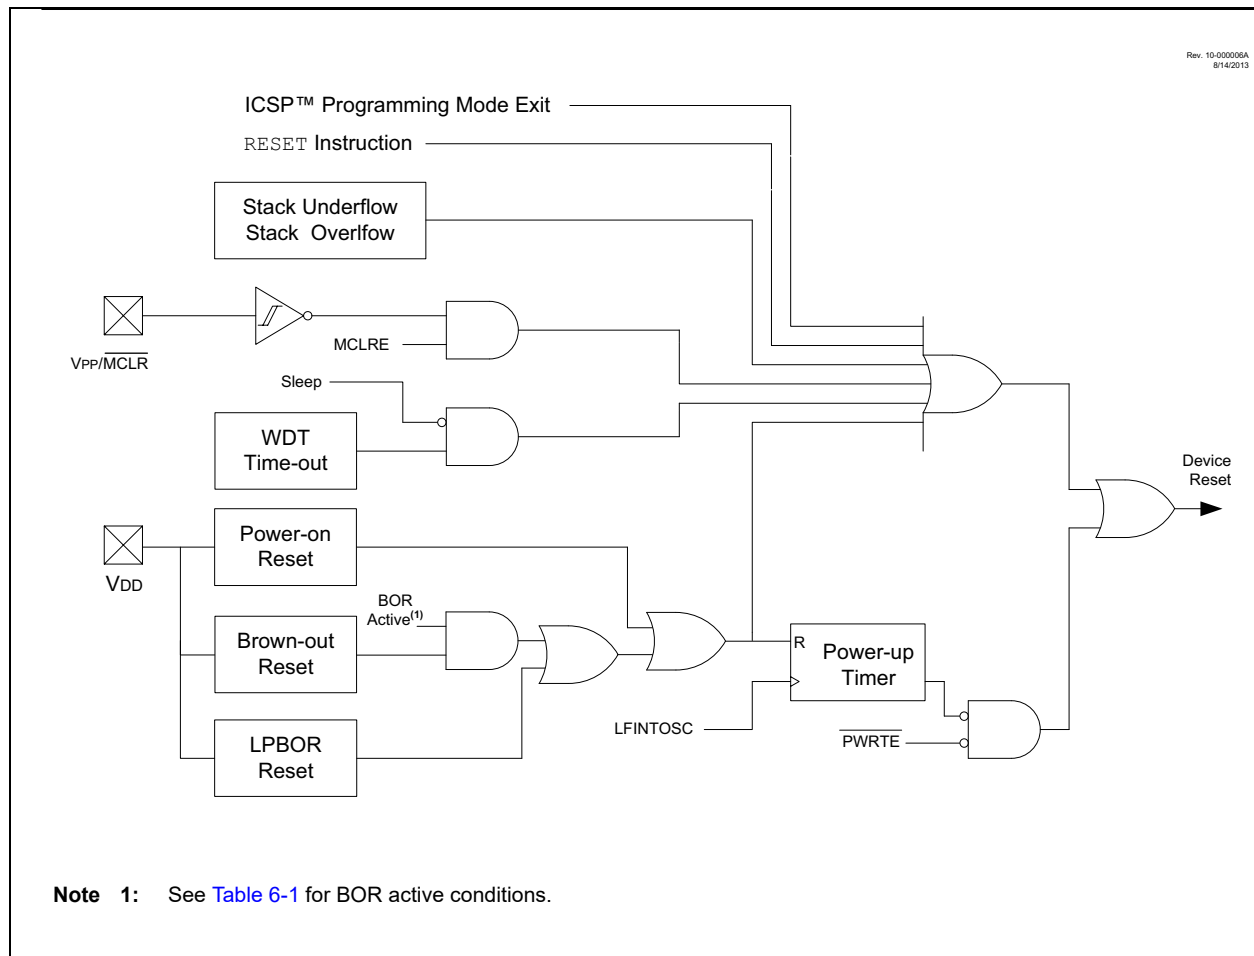 Rev. 10-000006A
8/14/2013
ICSP™ Programming Mode Exit
RESET Instruction
Stack Underflow
Stack Overlfow
VPP/MCLR
MCLRE
Sleep
WDT
Time-out
Device
Reset
VDD
Power-on
Reset
BOR
Active(1)
Brown-out
Reset
R
Power-up
Timer
LFINTOSC
PWRTE
LPBOR
Reset
Note 1: See Table 6-1 for BOR active conditions.